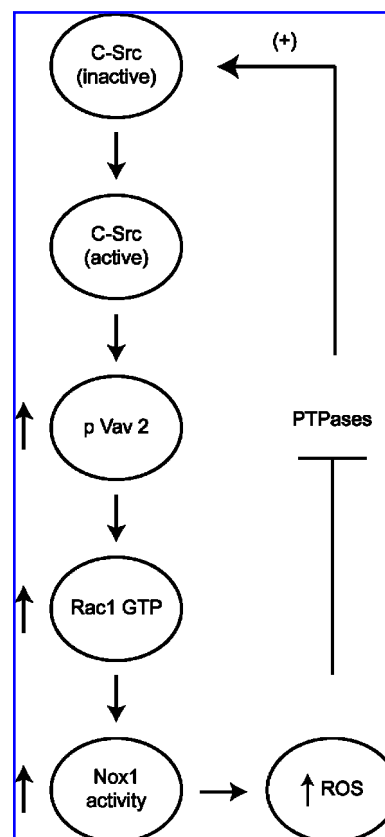 C-Src
(inactive)
(+)
C-Src
(active)
p Vav 2
PTPases
Rac1 GTP
Nox1
activity
ROS